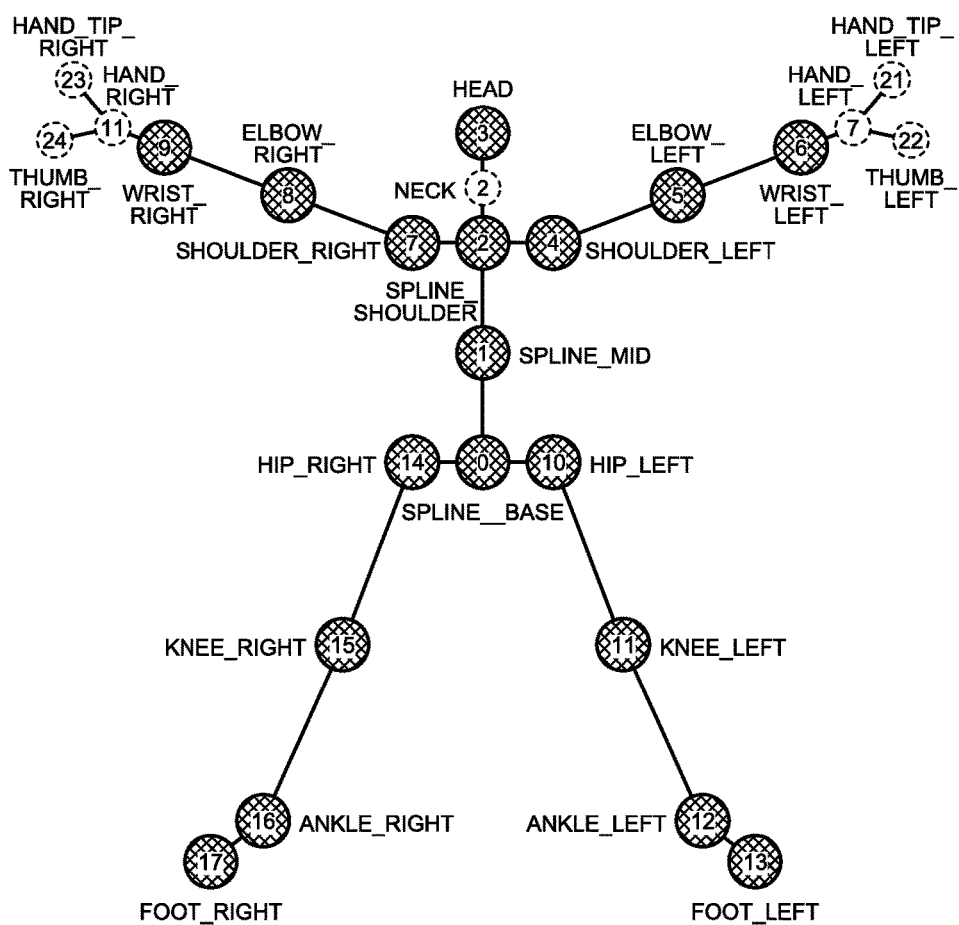 HAND_TIP_
RIGHT
HAND_TIP_
LEFT
23
HAND_
RIGHT
HAND_
LEFT
21
HEAD
3
24
11
9
ELBOW_
RIGHT
ELBOW_
LEFT
6
7
22
THUMB_
RIGHT
WRIST_
RIGHT
8
NECK
2
5
WRIST_
LEFT
THUMB_
LEFT
SHOULDER_RIGHT
7
2
4
SHOULDER_LEFT
SPLINE_
SHOULDER
1
SPLINE_MID
HIP_RIGHT
14
0
10
HIP_LEFT
SPLINE__BASE
KNEE_RIGHT
15
11
KNEE_LEFT
16
ANKLE_RIGHT
ANKLE_LEFT
12
17
13
FOOT_RIGHT
FOOT_LEFT